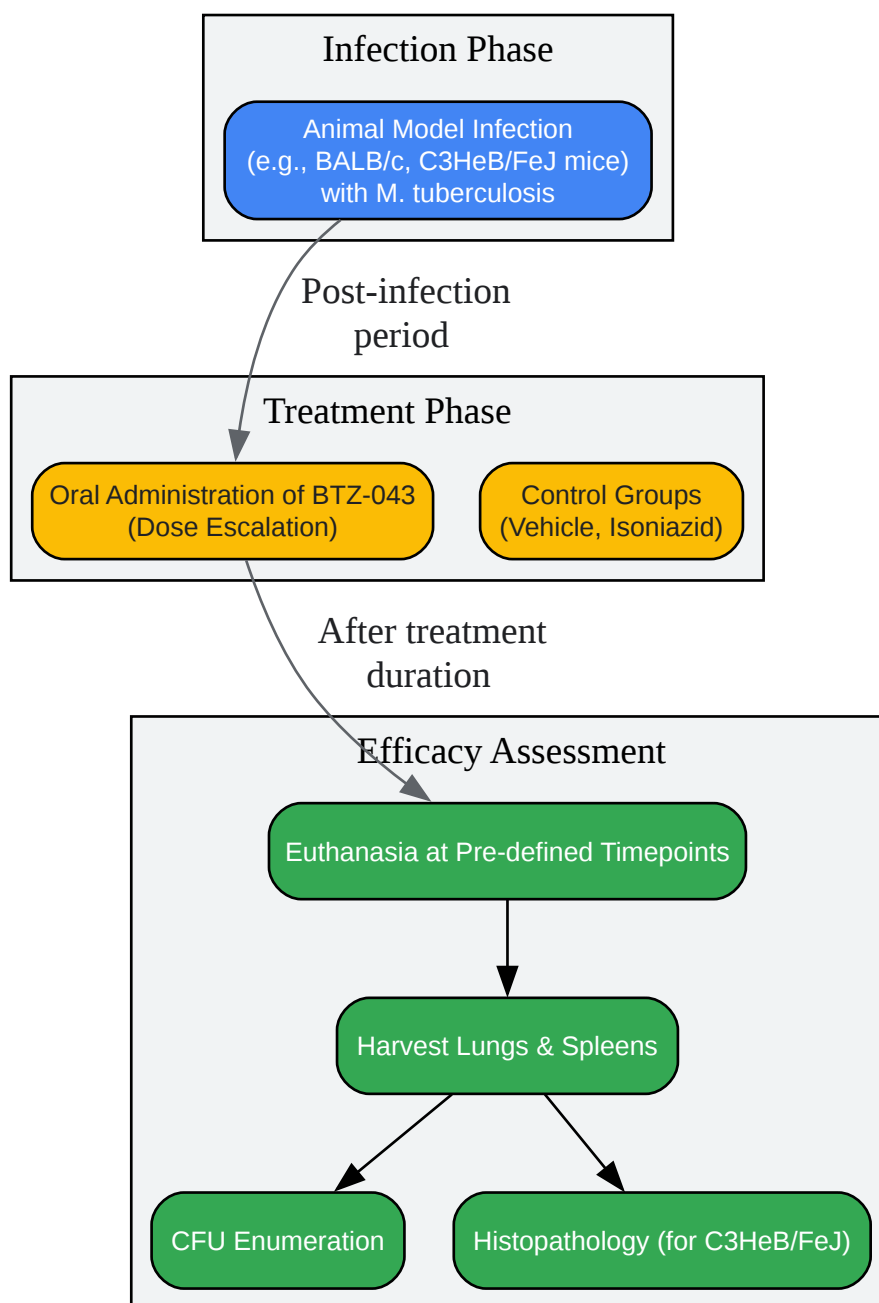 Infection Phase
Animal Model Infection
(e.g., BALB/c, C3HeB/FeJ mice)
with M. tuberculosis
Post-infection
period
Treatment Phase
Oral Administration of BTZ-043
(Dose Escalation)
Control Groups
(Vehicle, Isoniazid)
After treatment
duration
Efficacy Assessment
Euthanasia at Pre-defined Timepoints
Harvest Lungs & Spleens
CFU Enumeration
Histopathology (for C3HeB/FeJ)